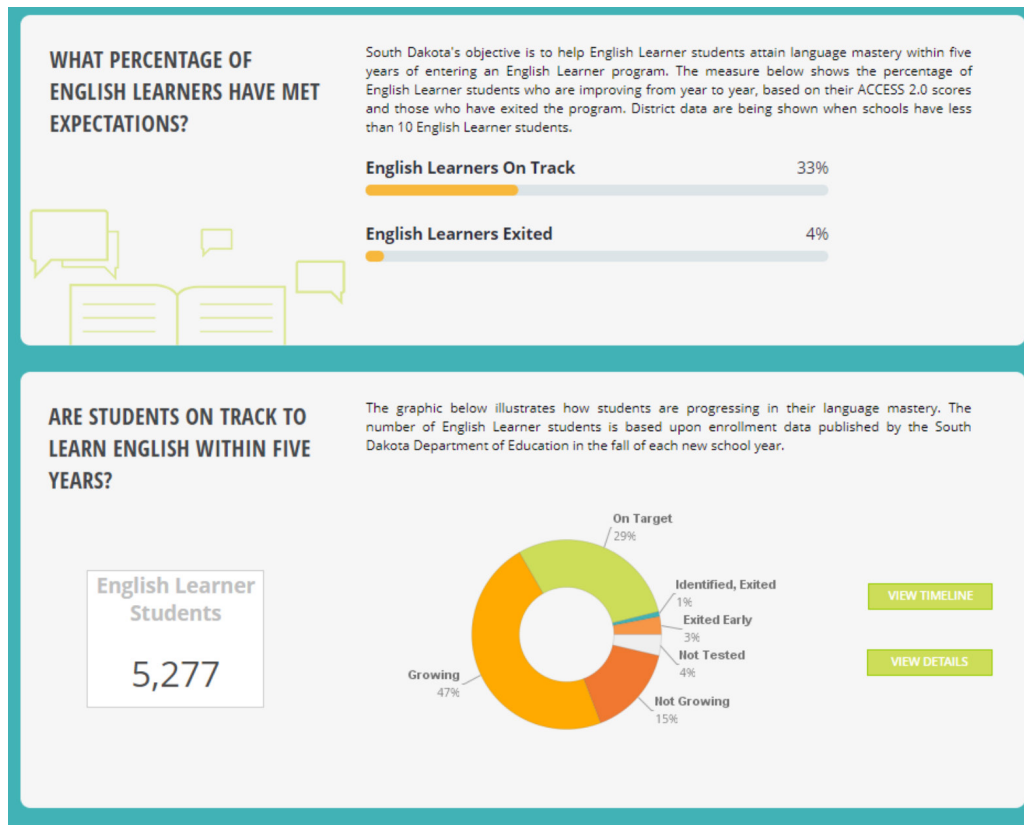 WHAT PERCENTAGE OF
ENGLISH LEARNERS HAVE MET
EXPECTATIONS?
South Dakota's objective is to help English Learner students attain language mastery within five
years of entering an English Learner program. The measure below shows the percentage of
English Learner students who are improving from year to year, based on their ACCESS 2.0 scores
and those who have exited the program. District data are being shown when schools have less
than 10 English Learner students.
English Learners On Track 33%
English Learners Exited 4%
ARE STUDENTS ON TRACK TO
LEARN ENGLISH WITHIN FIVE
YEARS?
The graphic below illustrates how students are progressing in their language mastery. The
number of English Learner students is based upon enrollment data published by the South
Dakota Department of Education in the fall of each new school year.
English Learner
Students
5,277
On Target
29%
Identified, Exited
1%
Exited Early
3%
Not Tested
4%
Not Growing
15%
Growing
47%
VIEW TIMELINE
VIEW DETAILS